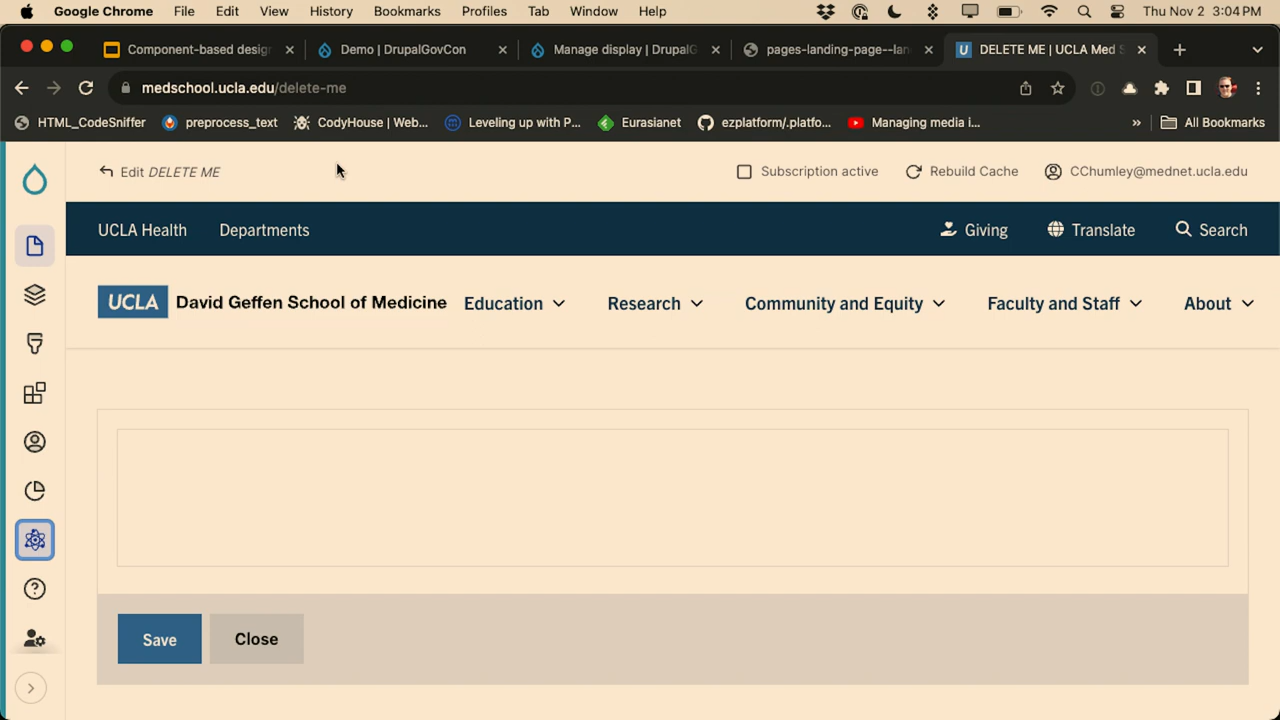 Google Chrome File Edit View History Bookmarks Profiles Tab Window Help Thu Nov 2 3:04 PM
Component-based desig Demo | DrupalGovCon Manage display | DrupalG pages-landing-page--lan DELETE ME | UCLA Med S
medschool.ucla.edu/delete-me
HTML_CodeSniffer preprocess_text CodyHouse | Web... Leveling up with P... Eurasianet ezplatform/.platfo... Managing media i... » All Bookmarks
Edit DELETE ME Subscription active Rebuild Cache CChumley@mednet.ucla.edu
UCLA Health Departments Giving Translate Search
UCLA David Geffen School of Medicine Education Research Community and Equity Faculty and Staff About
Save Close